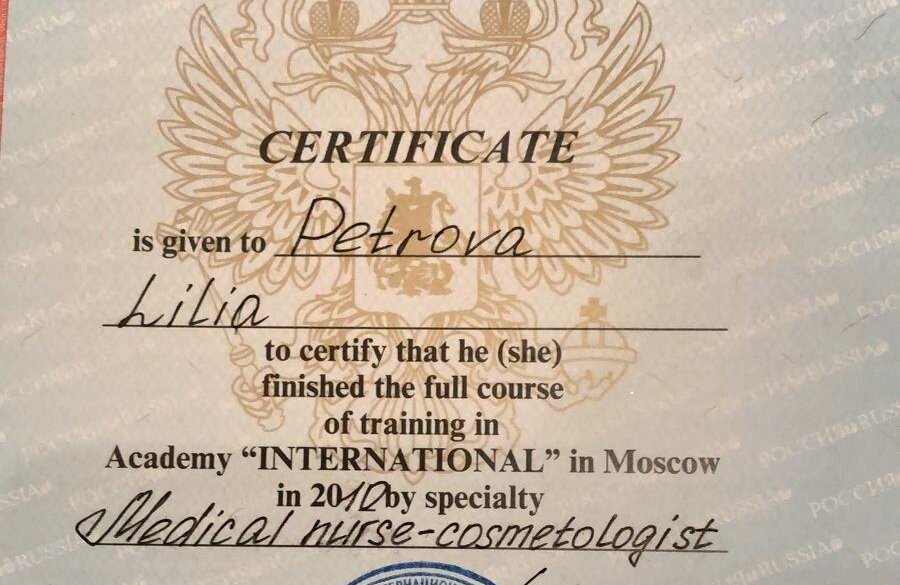 CERTIFICATE
is given to Petrova
Lilia
to certify that he (she)
finished the full course
of training in
Academy “INTERNATIONAL” in Moscow
in 2010 by specialty
Medical nurse-cosmetologist